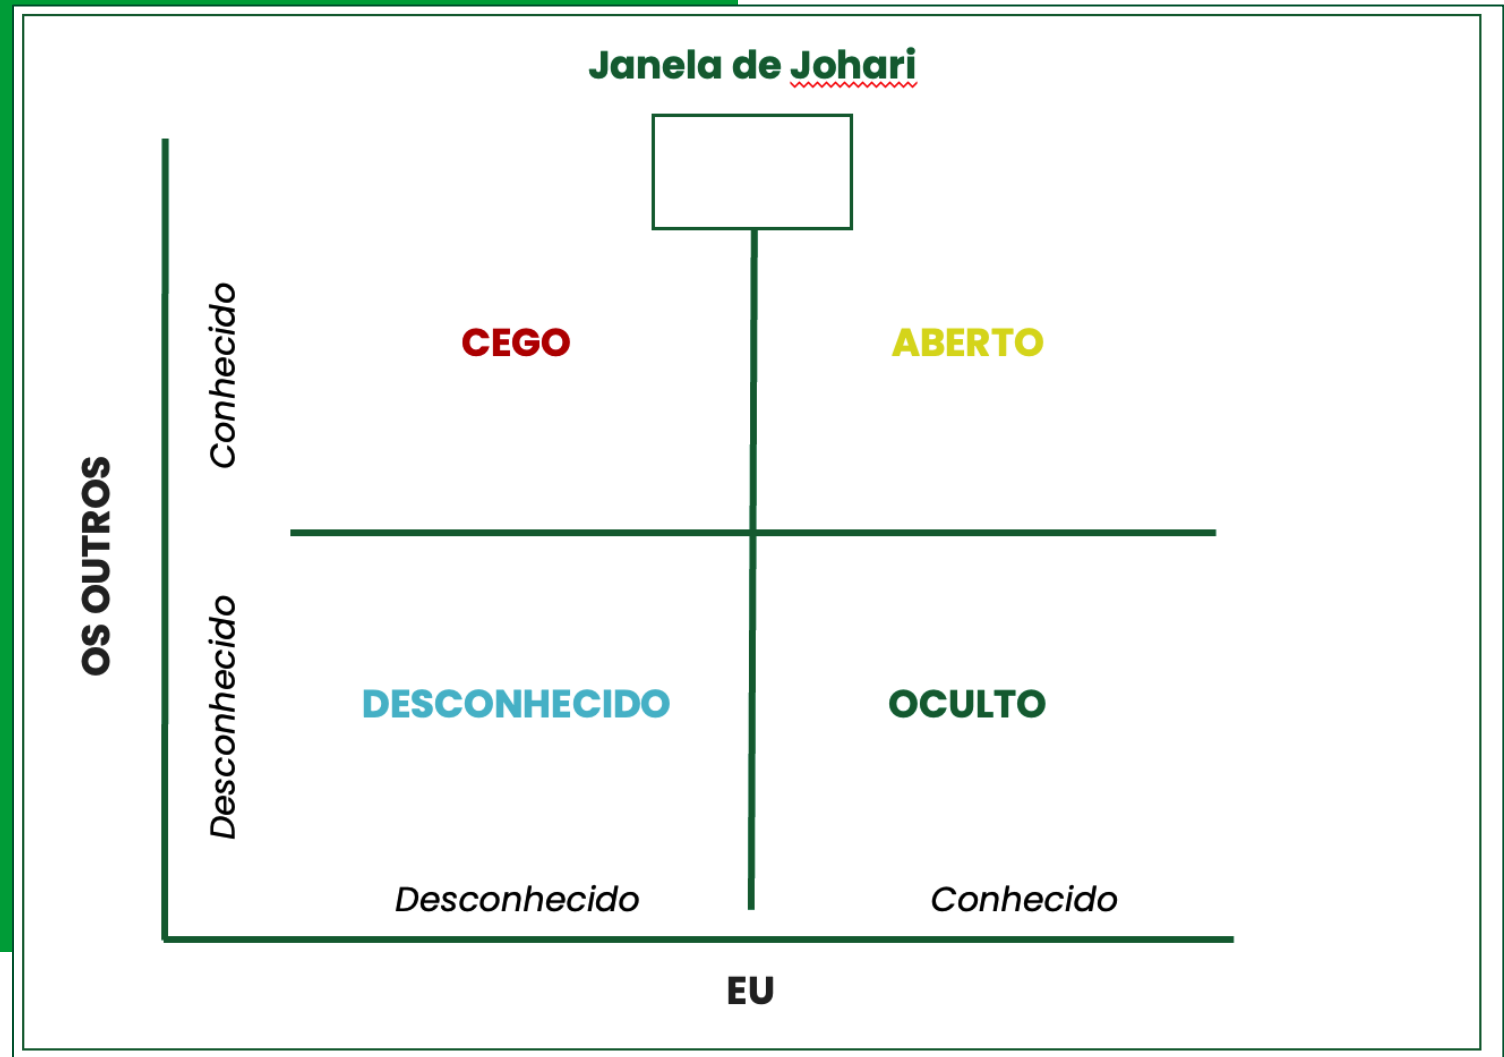 Janela de Johari
Conhecido
CEGO
ABERTO
OS OUTROS
Desconhecido
DESCONHECIDO
OCULTO
Desconhecido
Conhecido
EU